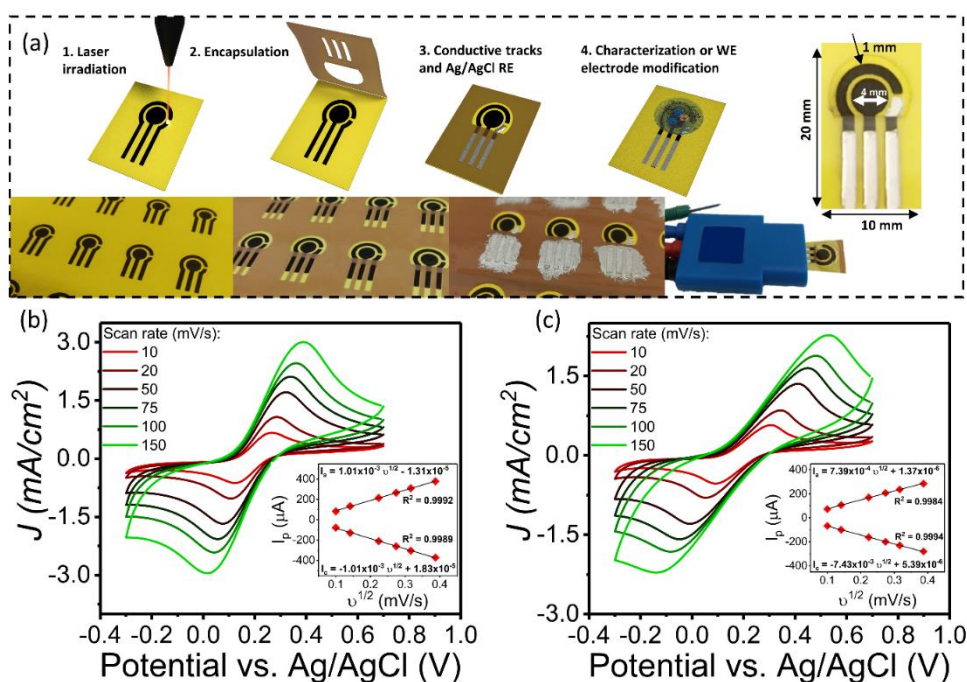 (a)
1. Laser
irradiation
2. Encapsulation
3. Conductive tracks
and Ag/AgCl RE
4. Characterization or WE
electrode modification
1 mm
4 mm
20 mm
10 mm
(b)
Scan rate (mV/s):
10
20
50
75
100
150
3.0
1.5
0.0
-1.5
-3.0
J (mA/cm²)
-0.4 -0.2 0.0 0.2 0.4 0.6 0.8 1.0
Potential vs. Ag/AgCl (V)
Iₐ = 1.01x10⁻³ υ^1/2 + 1.31x10⁻⁵
R² = 0.9992
R² = 0.9989
I_c = -1.01x10⁻³ υ^1/2 + 1.83x10⁻⁵
400
200
0
-200
-400
Iₚ (µA)
0.1 0.2 0.3 0.4
υ^1/2 (mV/s)
(c)
Scan rate (mV/s):
10
20
50
75
100
150
3.0
1.5
0.0
-1.5
-3.0
J (mA/cm²)
-0.4 -0.2 0.0 0.2 0.4 0.6 0.8 1.0
Potential vs. Ag/AgCl (V)
Iₐ = 7.39x10⁻⁴ υ^1/2 + 1.37x10⁻⁶
R² = 0.9984
R² = 0.9994
I_c = -7.43x10⁻³ υ^1/2 + 5.39x10⁻⁶
400
200
0
-200
-400
Iₚ (µA)
0.1 0.2 0.3 0.4
υ^1/2 (mV/s)